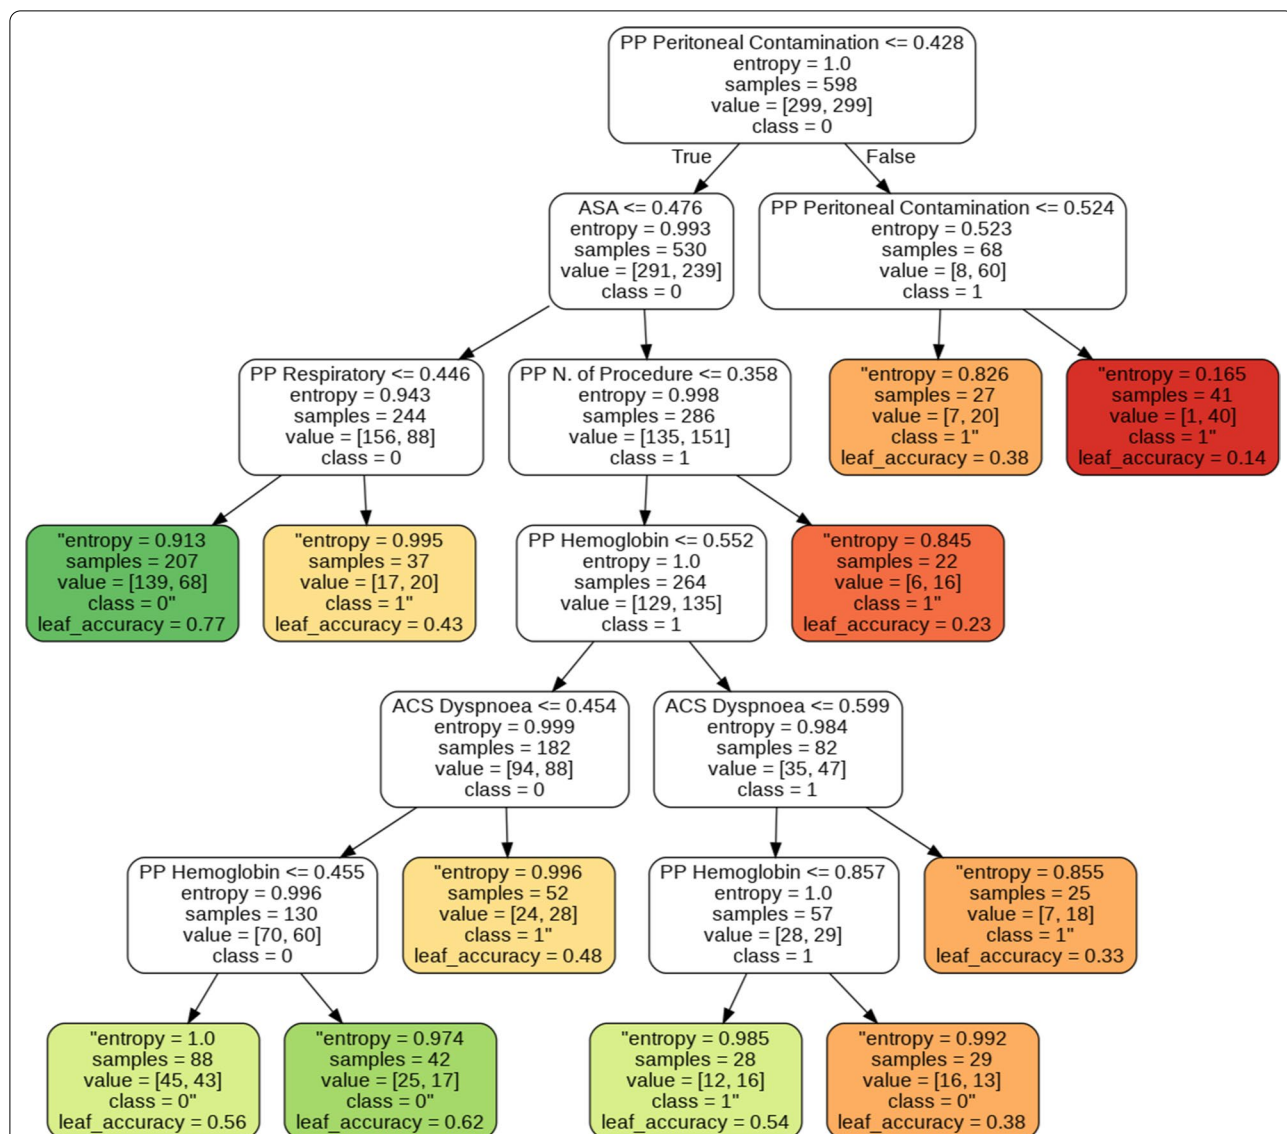 PP Peritoneal Contamination <= 0.428
entropy = 1.0
samples = 598
value = [299, 299]
class = 0
True
False
ASA <= 0.476
entropy = 0.993
samples = 530
value = [291, 239]
class = 0
PP Peritoneal Contamination <= 0.524
entropy = 0.523
samples = 68
value = [8, 60]
class = 1
PP Respiratory <= 0.446
entropy = 0.943
samples = 244
value = [156, 88]
class = 0
PP N. of Procedure <= 0.358
entropy = 0.998
samples = 286
value = [135, 151]
class = 1
"entropy = 0.826
samples = 27
value = [7, 20]
class = 1"
leaf_accuracy = 0.38
"entropy = 0.165
samples = 41
value = [1, 40]
class = 1"
leaf_accuracy = 0.14
"entropy = 0.913
samples = 207
value = [139, 68]
class = 0"
leaf_accuracy = 0.77
"entropy = 0.995
samples = 37
value = [17, 20]
class = 1"
leaf_accuracy = 0.43
PP Hemoglobin <= 0.552
entropy = 1.0
samples = 264
value = [129, 135]
class = 1
"entropy = 0.845
samples = 22
value = [6, 16]
class = 1"
leaf_accuracy = 0.23
ACS Dyspnoea <= 0.454
entropy = 0.999
samples = 182
value = [94, 88]
class = 0
ACS Dyspnoea <= 0.599
entropy = 0.984
samples = 82
value = [35, 47]
class = 1
PP Hemoglobin <= 0.455
entropy = 0.996
samples = 130
value = [70, 60]
class = 0
"entropy = 0.996
samples = 52
value = [24, 28]
class = 1"
leaf_accuracy = 0.48
PP Hemoglobin <= 0.857
entropy = 1.0
samples = 57
value = [28, 29]
class = 1
"entropy = 0.855
samples = 25
value = [7, 18]
class = 1"
leaf_accuracy = 0.33
"entropy = 1.0
samples = 88
value = [45, 43]
class = 0"
leaf_accuracy = 0.56
"entropy = 0.974
samples = 42
value = [25, 17]
class = 0"
leaf_accuracy = 0.62
"entropy = 0.985
samples = 28
value = [12, 16]
class = 1"
leaf_accuracy = 0.54
"entropy = 0.992
samples = 29
value = [16, 13]
class = 0"
leaf_accuracy = 0.38